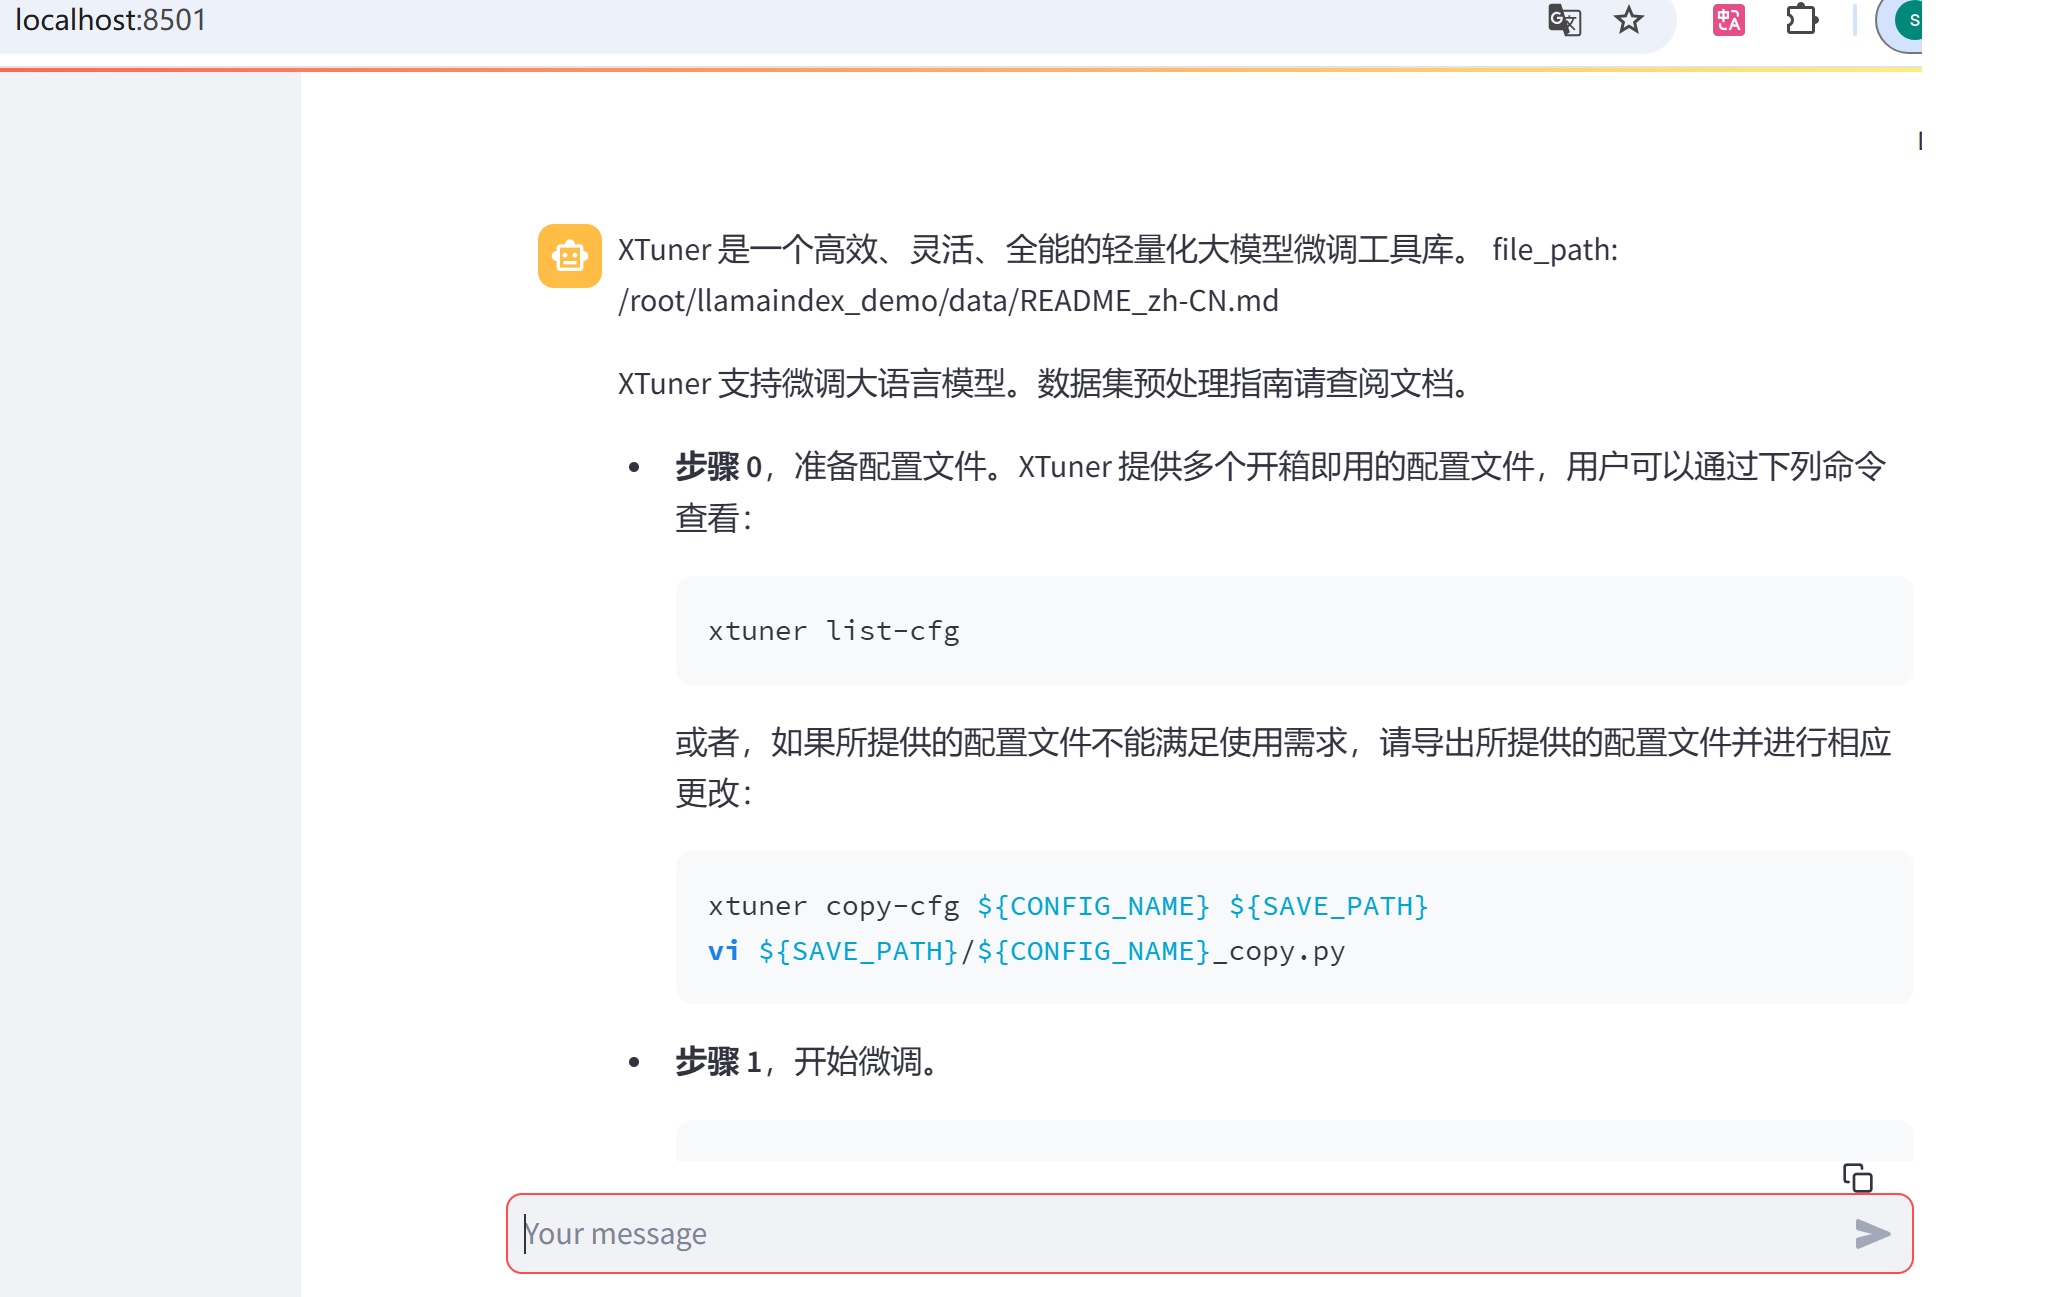 localhost:8501
S
XTuner 是一个高效、灵活、全能的轻量化大模型微调工具库。 file_path:
/root/llamaindex_demo/data/README_zh-CN.md
XTuner 支持微调大语言模型。数据集预处理指南请查阅文档。
步骤 0，准备配置文件。XTuner 提供多个开箱即用的配置文件，用户可以通过下列命令
查看：
xtuner list-cfg
或者，如果所提供的配置文件不能满足使用需求，请导出所提供的配置文件并进行相应
更改：
xtuner copy-cfg ${CONFIG_NAME} ${SAVE_PATH}
vi ${SAVE_PATH}/${CONFIG_NAME}_copy.py
步骤 1，开始微调。
Your message